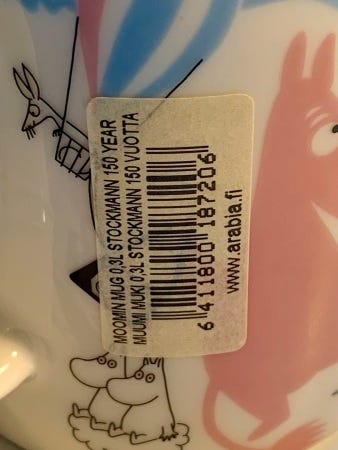 MOOMIN MUG 0,3L STOCKMANN 150 YEAR
MUUMI MUKI 0,3L STOCKMANN 150 VUOTTA
6 411800 187206
www.arabia.fi